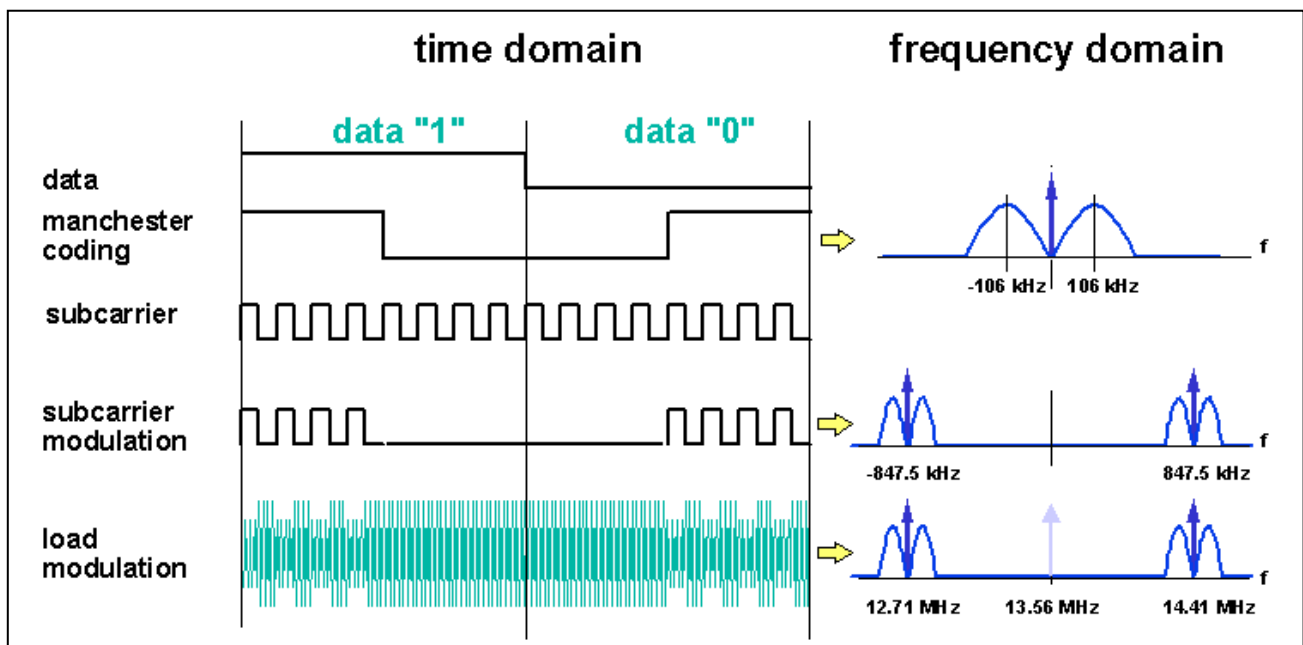 time domain
frequency domain
data "1"
data "0"
data
manchester
coding
f
-106 kHz
106 kHz
subcarrier
subcarrier
modulation
f
-847.5 kHz
847.5 kHz
load
modulation
f
12.71 MHz
13.56 MHz
14.41 MHz